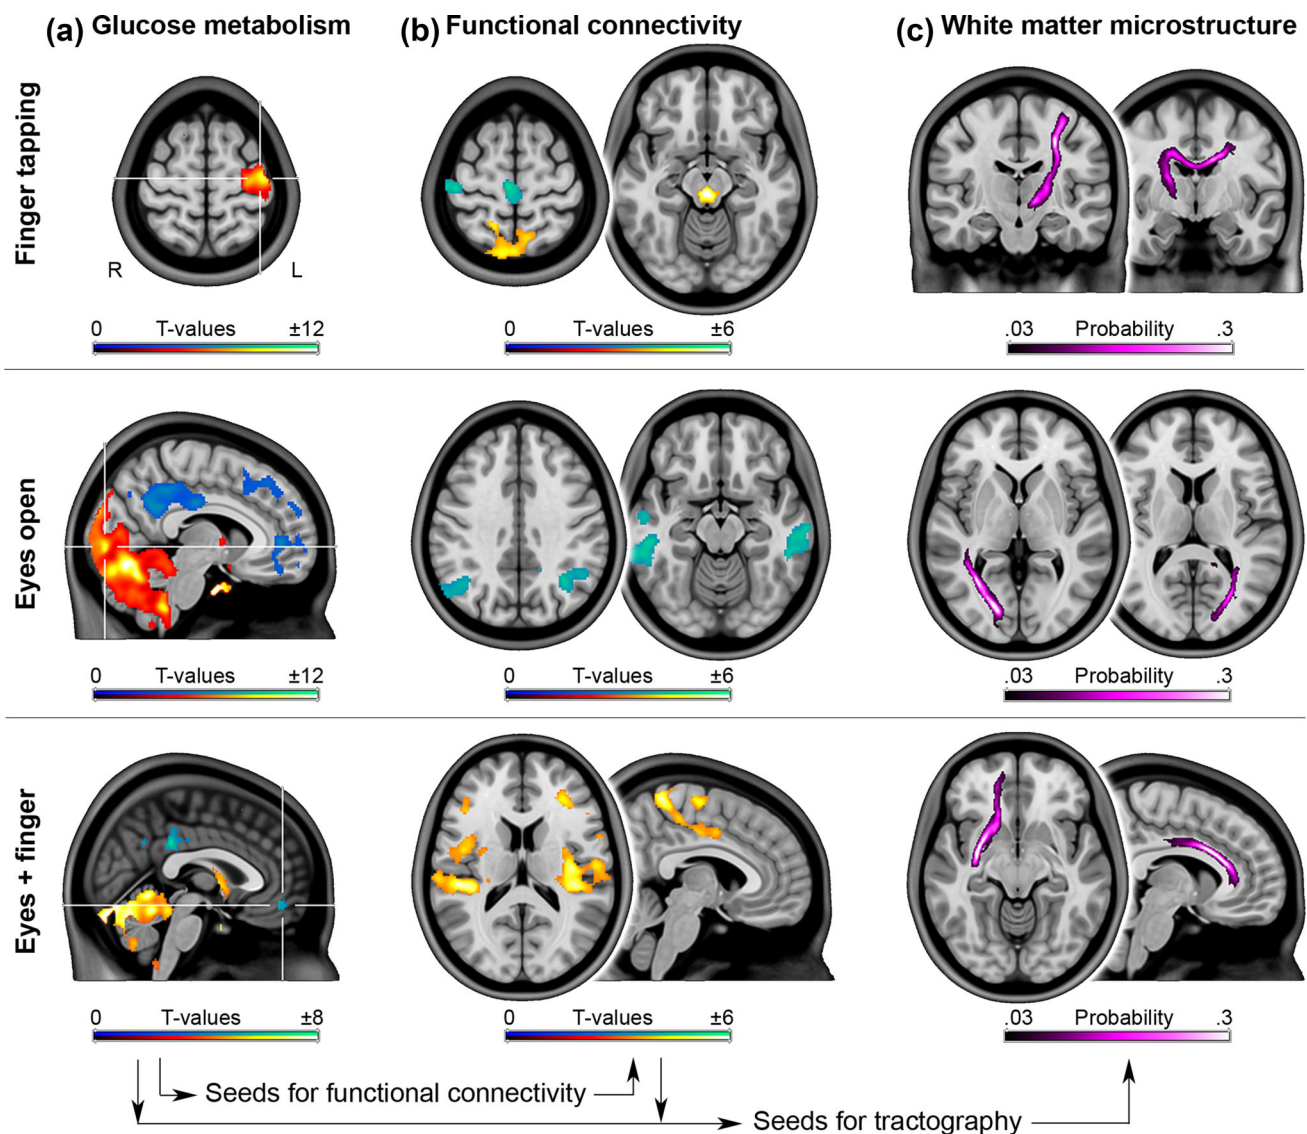 (a) Glucose metabolism (b) Functional connectivity (c) White matter microstructure
Finger tapping
R L
0 T-values ±12
0 T-values ±6
.03 Probability .3
Eyes open
0 T-values ±12
0 T-values ±6
.03 Probability .3
Eyes + finger
0 T-values ±8
0 T-values ±6
.03 Probability .3
Seeds for functional connectivity
Seeds for tractography